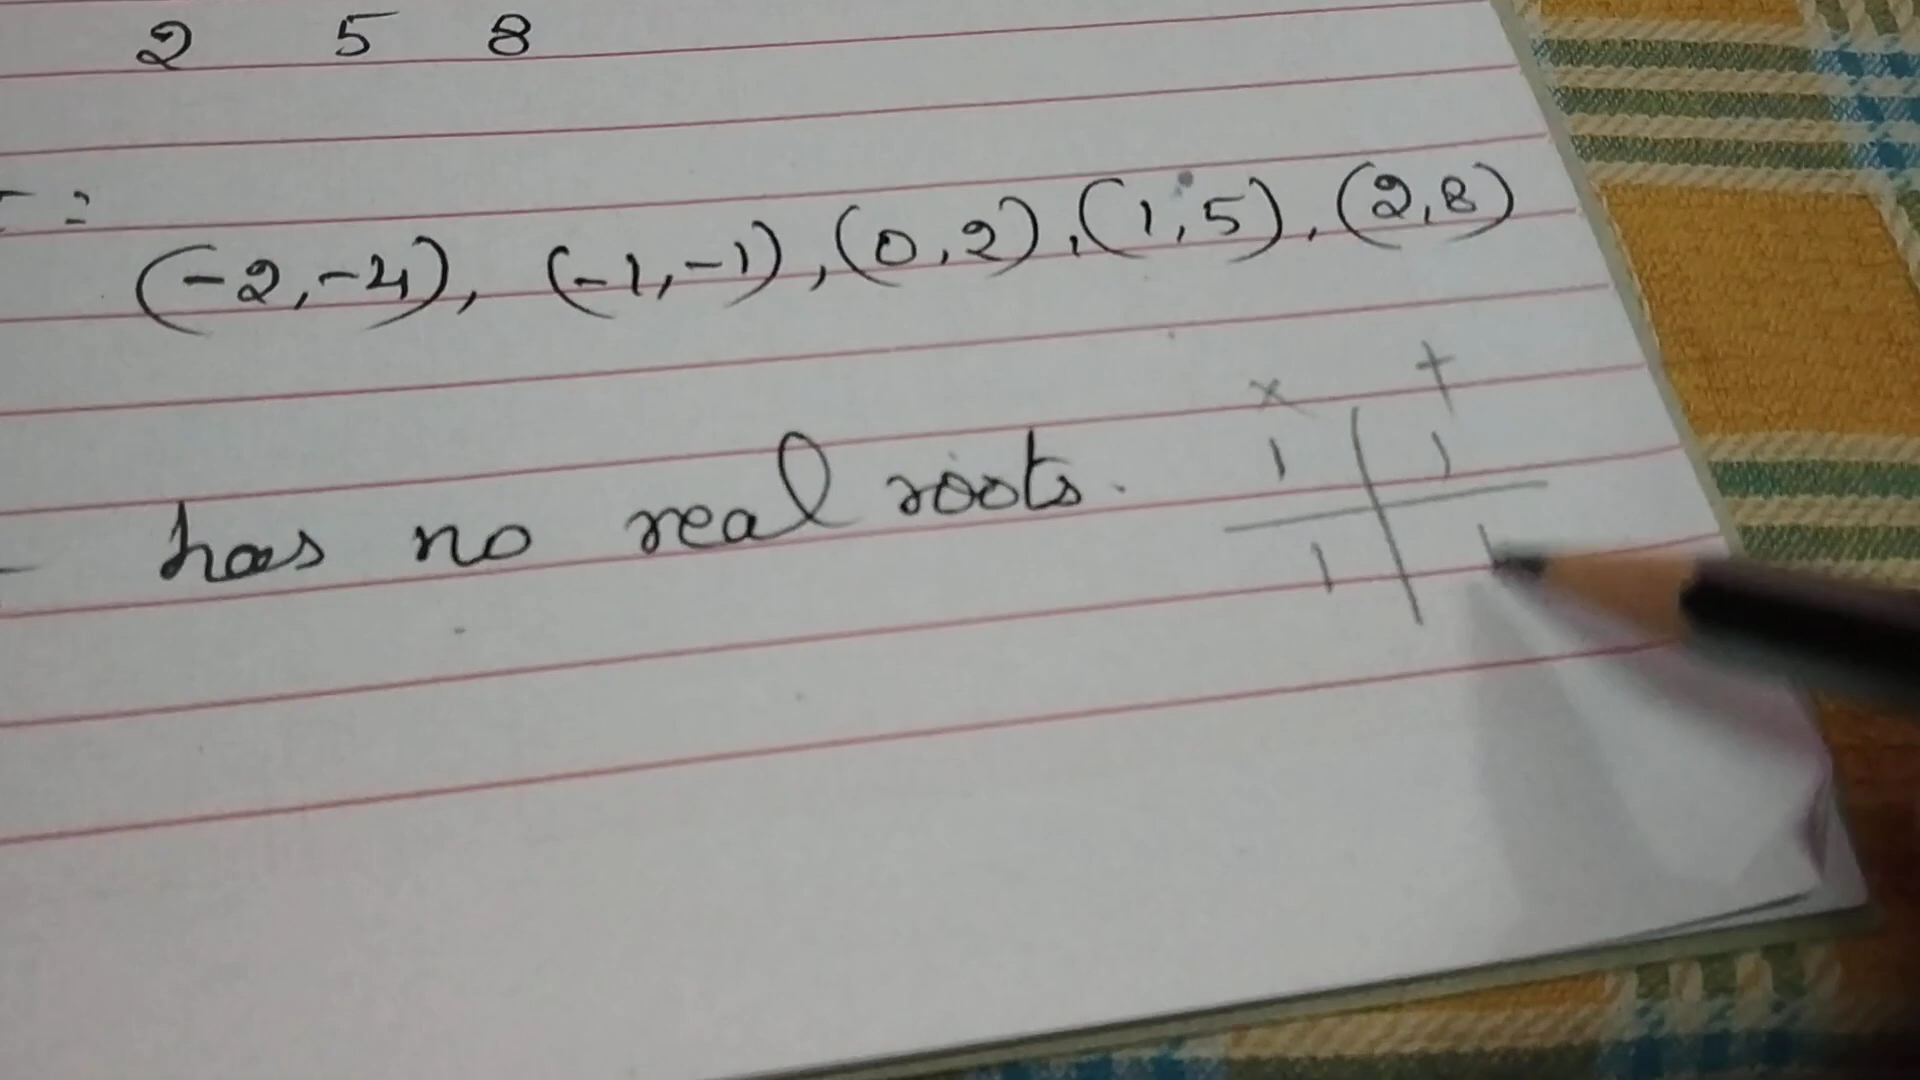 2 5 8
(-2,-4), (-1,-1), (0,2), (1,5), (2,8)
x +
1 1
has no real roots.
1 1